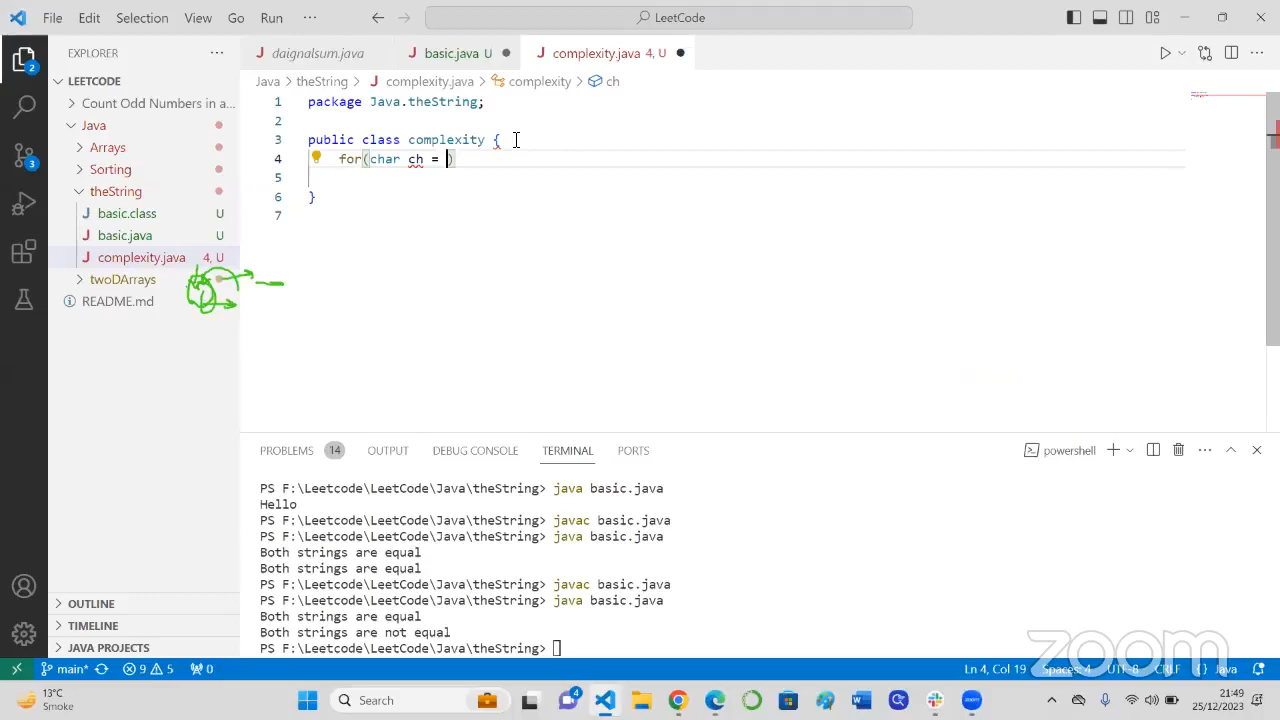 File Edit Selection View Go Run ··· LeetCode
EXPLORER ···
daignalsum.java basic.java U complexity.java 4, U
LEETCODE
Java > theString > complexity.java > complexity > ch
Count Odd Numbers in a...
Java
Arrays
Sorting
theString
basic.class U
basic.java U
complexity.java 4, U
twoDArrays
README.md
1 package Java.theString;
2
3 public class complexity {
4 for(char ch = )
5
6 }
7
PROBLEMS 14 OUTPUT DEBUG CONSOLE TERMINAL PORTS powershell
PS F:\Leetcode\LeetCode\Java\theString> java basic.java
Hello
PS F:\Leetcode\LeetCode\Java\theString> javac basic.java
PS F:\Leetcode\LeetCode\Java\theString> java basic.java
Both strings are equal
Both strings are equal
PS F:\Leetcode\LeetCode\Java\theString> javac basic.java
PS F:\Leetcode\LeetCode\Java\theString> java basic.java
Both strings are equal
Both strings are not equal
PS F:\Leetcode\LeetCode\Java\theString>
OUTLINE
TIMELINE
JAVA PROJECTS
2
3
zoom
main* 9 5 0 Ln 4, Col 19 Spaces: 4 UTF-8 CRLF {} Java
13°C
Smoke
Search
4
21:49
25/12/2023